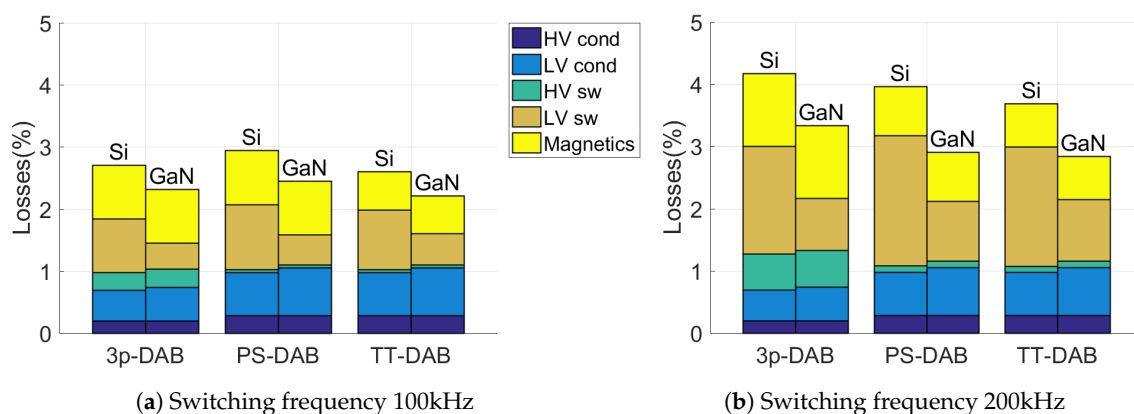 5
4
3
2
1
0
Losses(%)
Si
GaN
Si
GaN
Si
GaN
3p-DAB
PS-DAB
TT-DAB
HV cond
LV cond
HV sw
LV sw
Magnetics
5
4
3
2
1
0
Losses(%)
Si
GaN
Si
GaN
Si
GaN
3p-DAB
PS-DAB
TT-DAB
(a) Switching frequency 100kHz
(b) Switching frequency 200kHz